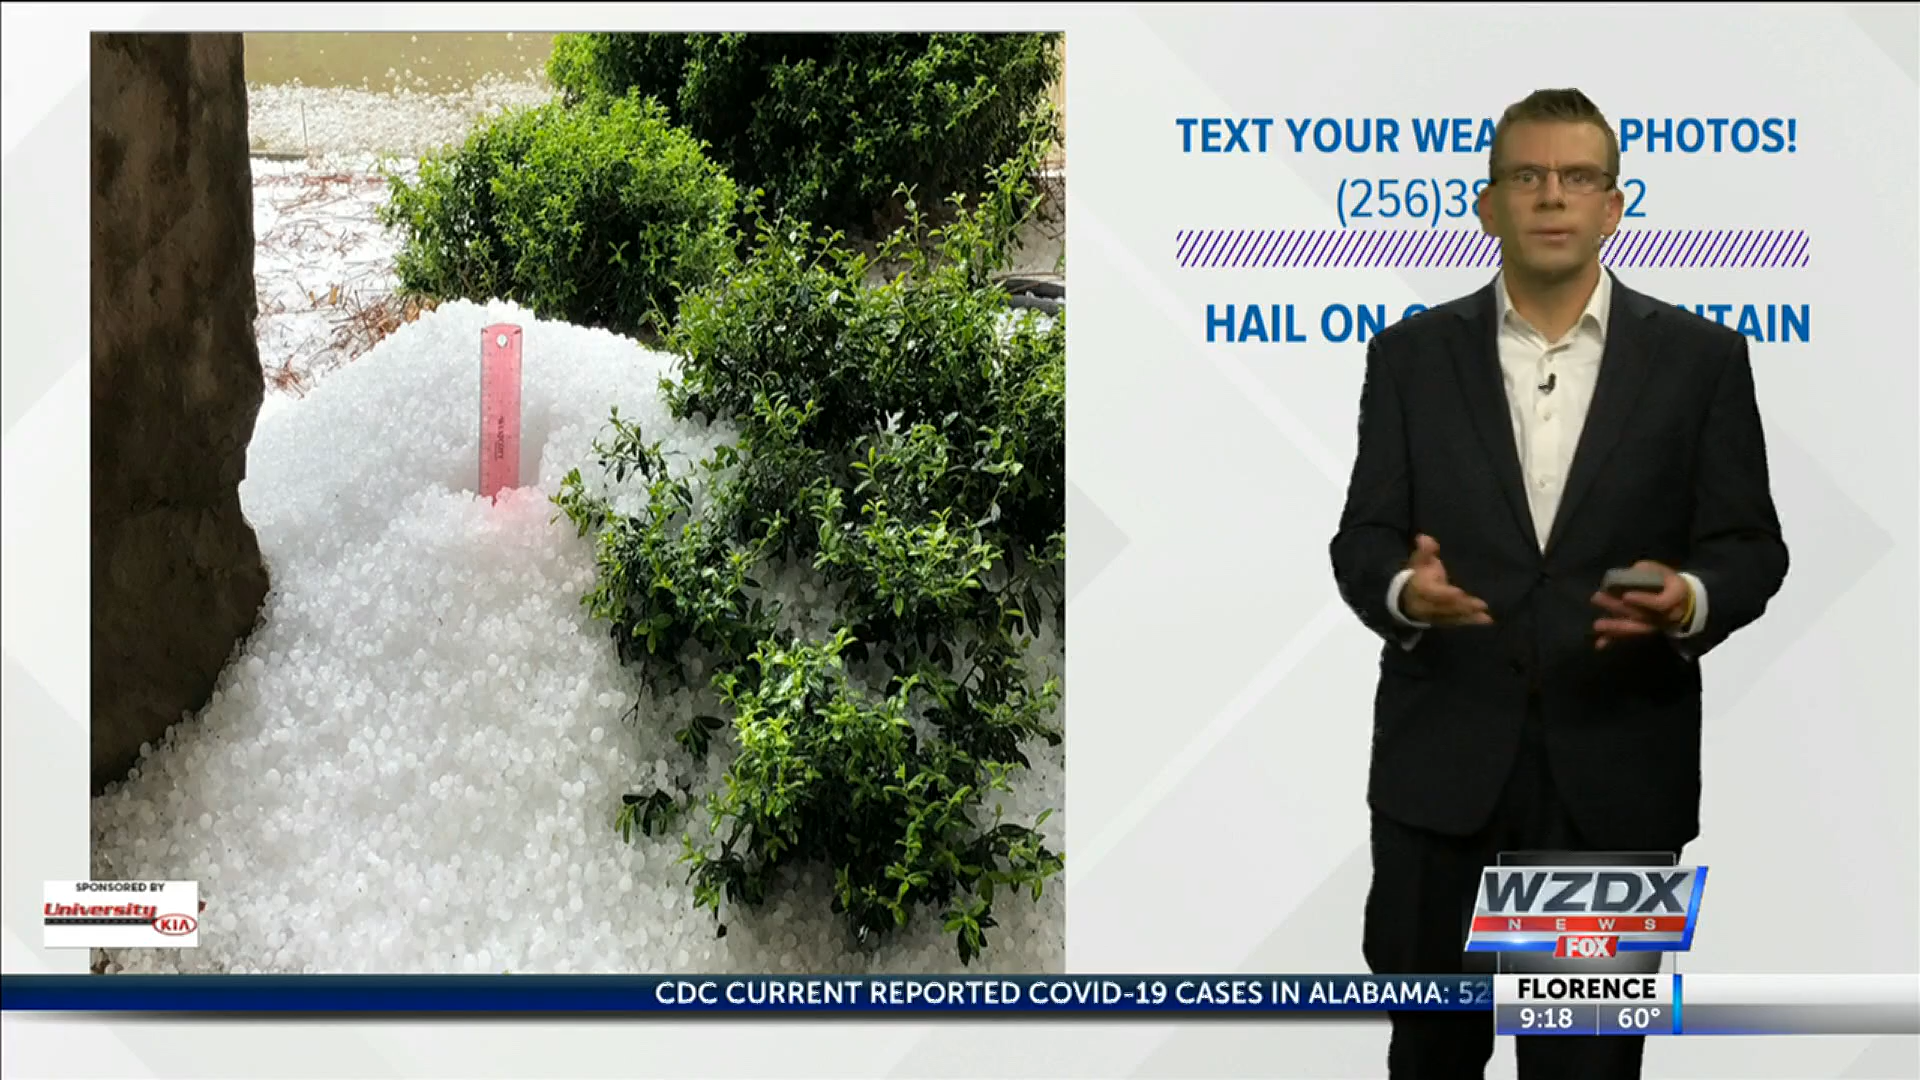 TEXT YOUR WEA PHOTOS!
(256)38 2
HAIL ON NTAIN
SPONSORED BY
University
KIA
WZDX
NEWS
FOX
CDC CURRENT REPORTED COVID-19 CASES IN ALABAMA: 52
FLORENCE
9:18 60°